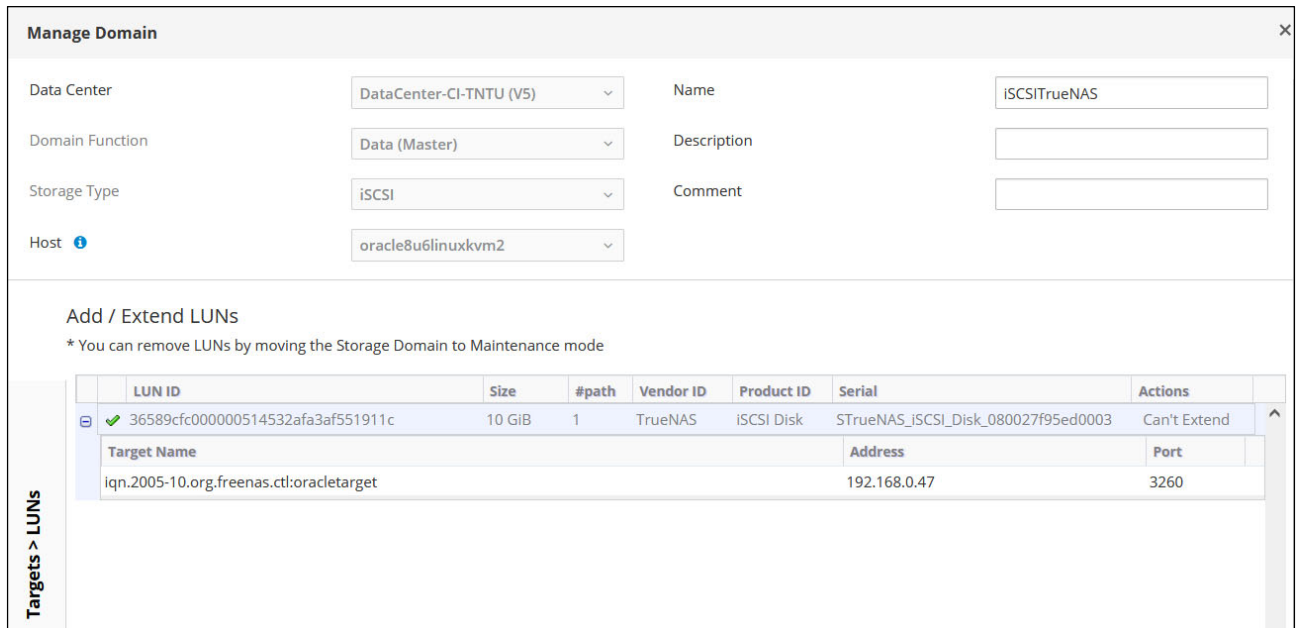 Manage Domain
×
Data Center DataCenter-CI-TNTU (V5) Name iSCSITrueNAS
Domain Function Data (Master) Description
Storage Type iSCSI Comment
Host oracle8u6linuxkvm2
Add / Extend LUNs
* You can remove LUNs by moving the Storage Domain to Maintenance mode
LUN ID Size #path Vendor ID Product ID Serial Actions
36589cfc000000514532afa3af551911c 10 GiB 1 TrueNAS iSCSI Disk STrueNAS_iSCSI_Disk_080027f95ed0003 Can't Extend
Target Name Address Port
iqn.2005-10.org.freenas.ctl:oracletarget 192.168.0.47 3260
Targets > LUNs